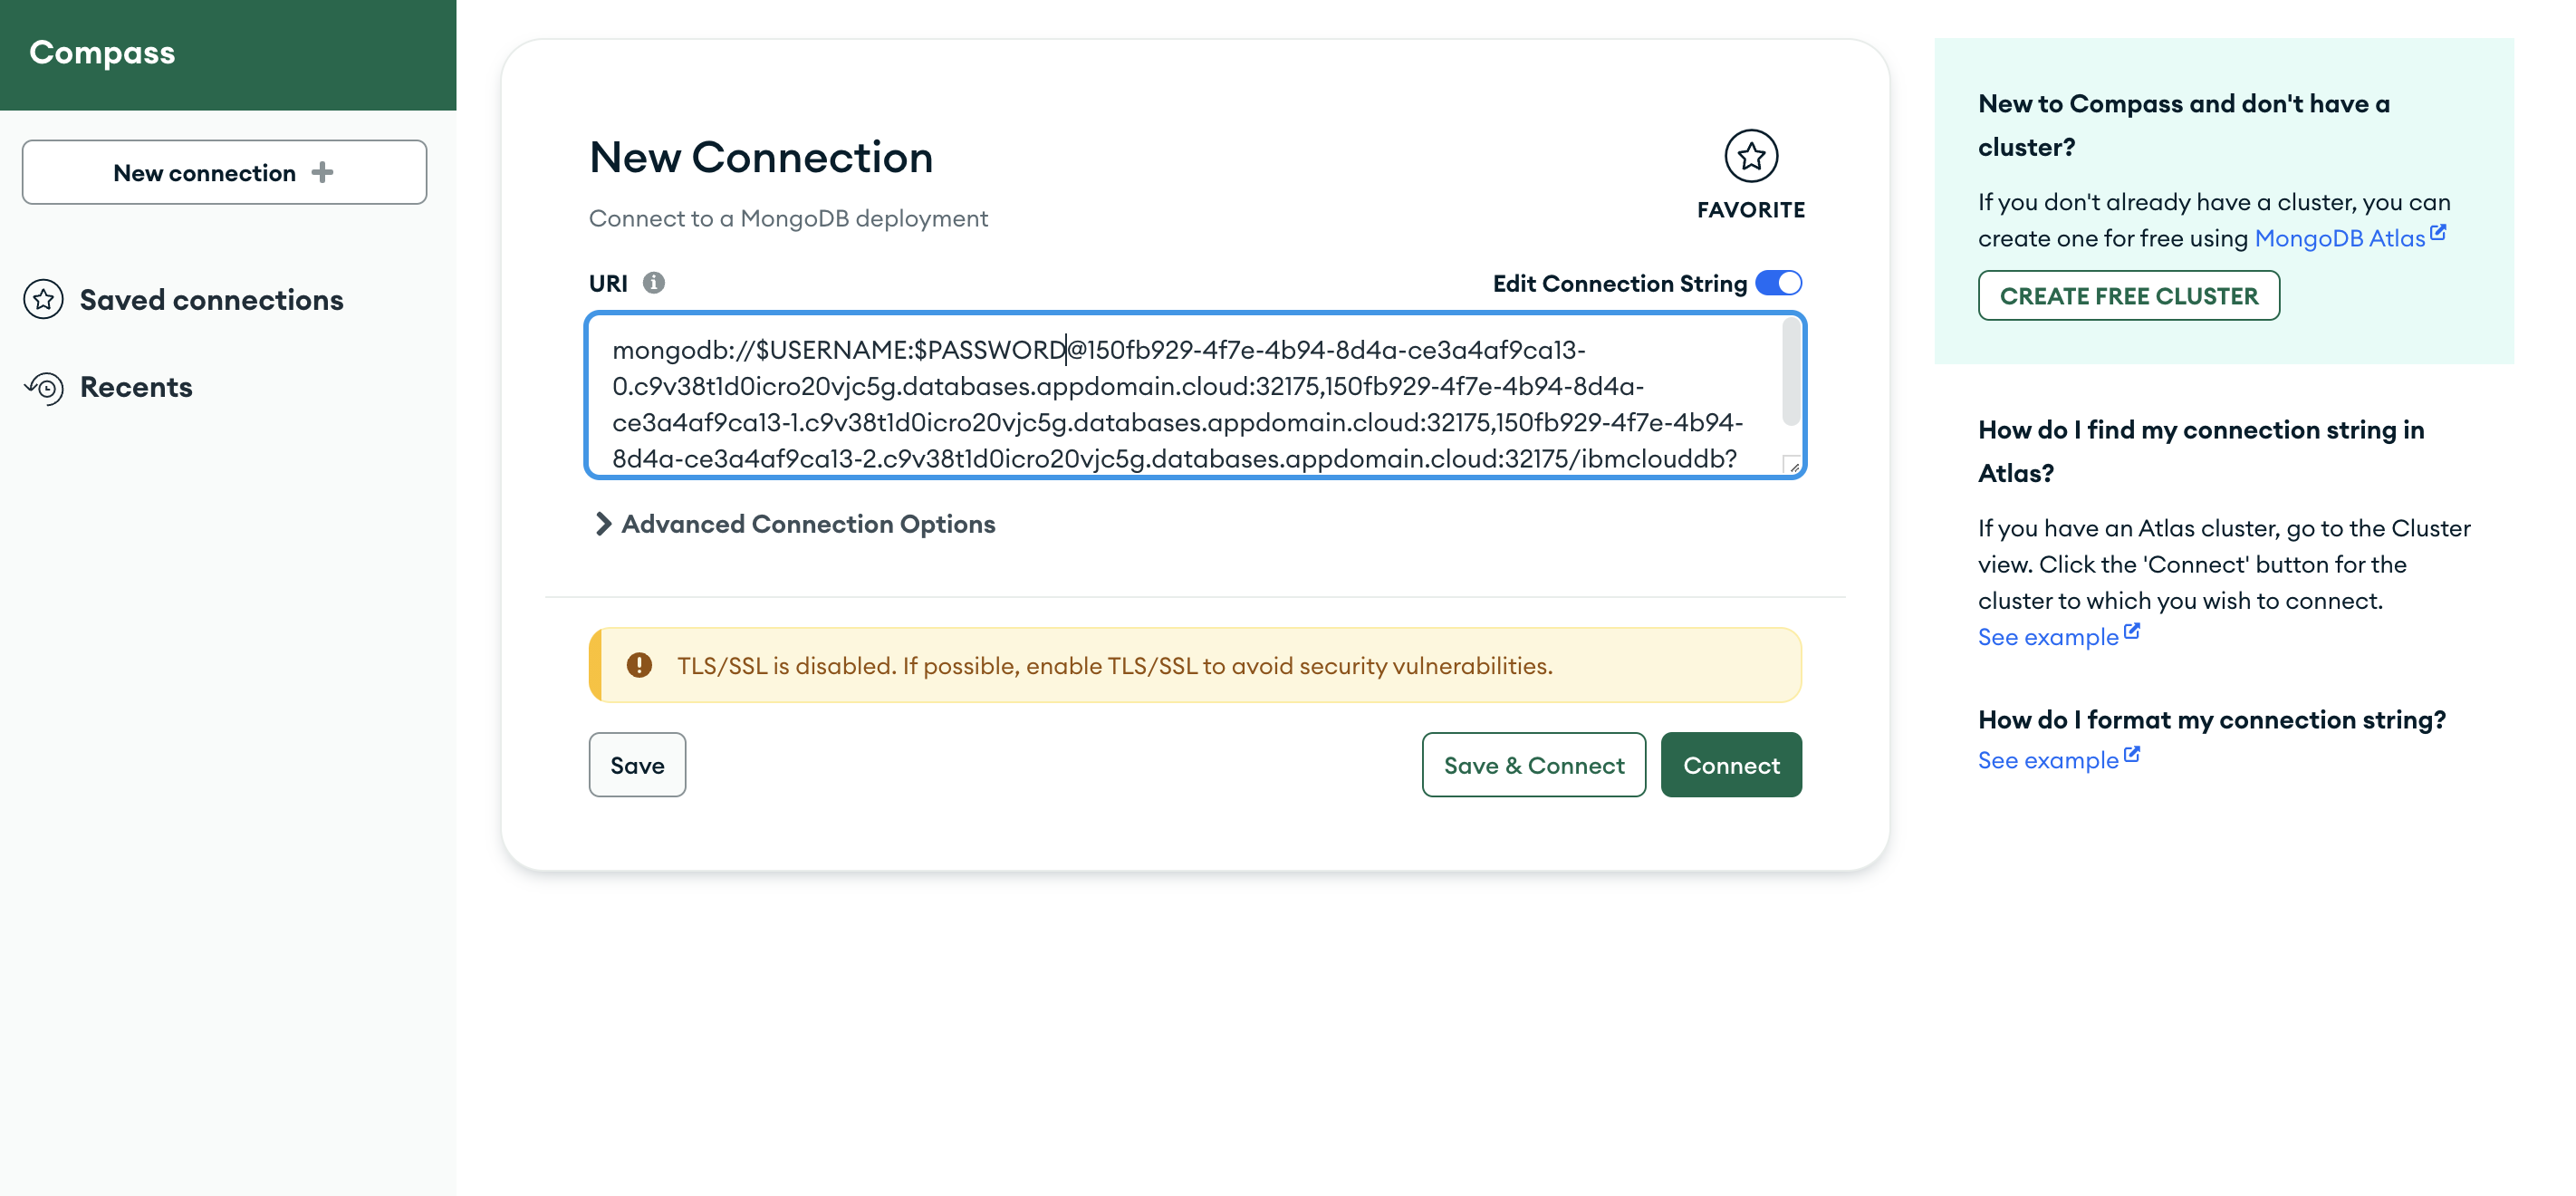 Compass
New connection
Saved connections
Recents
New Connection
Connect to a MongoDB deployment
FAVORITE
URI
Edit Connection String
mongodb://$USERNAME:$PASSWORD@150fb929-4f7e-4b94-8d4a-ce3a4af9ca13-
0.c9v38t1d0icro20vjc5g.databases.appdomain.cloud:32175,150fb929-4f7e-4b94-8d4a-
ce3a4af9ca13-1.c9v38t1d0icro20vjc5g.databases.appdomain.cloud:32175,150fb929-4f7e-4b94-
8d4a-ce3a4af9ca13-2.c9v38t1d0icro20vjc5g.databases.appdomain.cloud:32175/ibmclouddb?
Advanced Connection Options
TLS/SSL is disabled. If possible, enable TLS/SSL to avoid security vulnerabilities.
Save
Save & Connect
Connect
New to Compass and don't have a
cluster?
If you don't already have a cluster, you can
create one for free using MongoDB Atlas
CREATE FREE CLUSTER
How do I find my connection string in
Atlas?
If you have an Atlas cluster, go to the Cluster
view. Click the 'Connect' button for the
cluster to which you wish to connect.
See example
How do I format my connection string?
See example